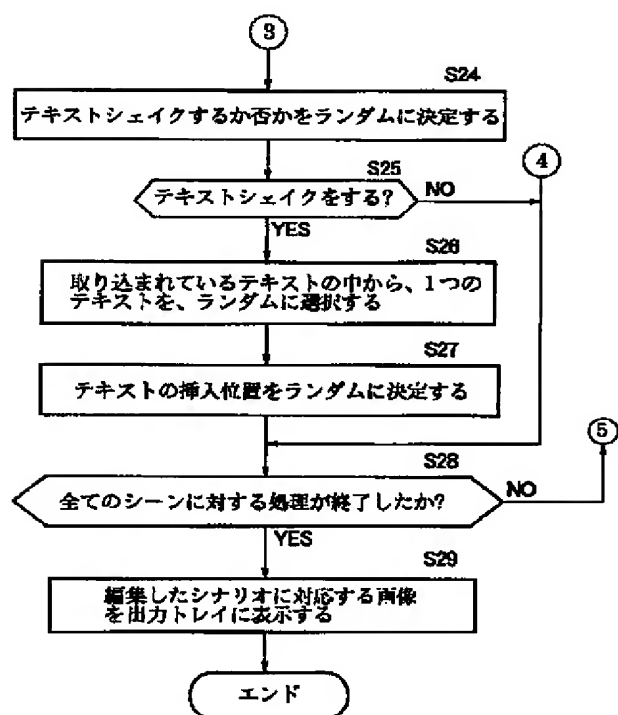 3
S24
テキストシェイクするか否かをランダムに決定する
S25
4
テキストシェイクをする?
NO
YES
S26
取り込まれているテキストの中から、1つの
テキストを、ランダムに選択する
S27
テキストの挿入位置をランダムに決定する
5
S28
全てのシーンに対する処理が終了したか?
NO
YES
S29
編集したシナリオに対応する画像
を出力トレイに表示する
エンド